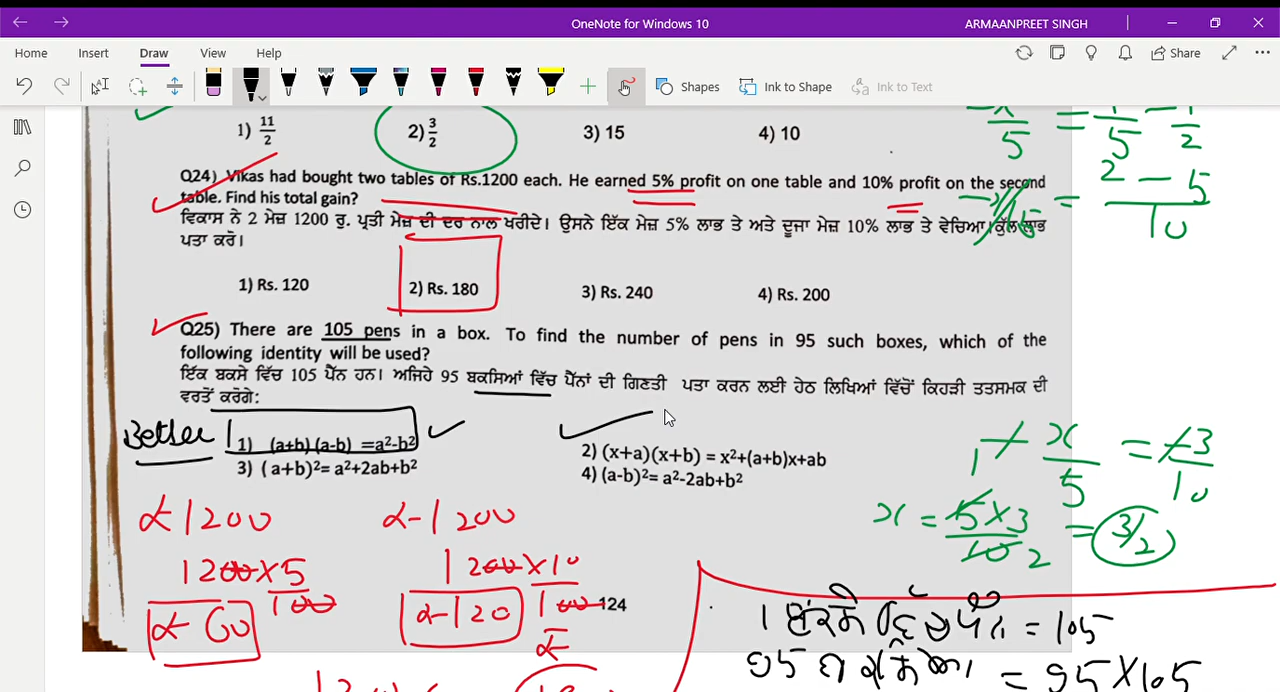 OneNote for Windows 10
ARMAANPREET SINGH
Home Insert Draw View Help
Share
Shapes Ink to Shape Ink to Text
1) 11/2 2) 3/2 3) 15 4) 10
x/5 = 1/5 - 1/2
Q24) Vikas had bought two tables of Rs.1200 each. He earned 5% profit on one table and 10% profit on the second
table. Find his total gain?
2 - 5
10
ਵਿਕਾਸ ਨੇ 2 ਮੇਜ਼ 1200 ਰੁ. ਪ੍ਰਤੀ ਮੇਜ਼ ਦੀ ਦਰ ਨਾਲ ਖਰੀਦੇ। ਉਸਨੇ ਇੱਕ ਮੇਜ਼ 5% ਲਾਭ ਤੇ ਅਤੇ ਦੂਜਾ ਮੇਜ਼ 10% ਲਾਭ ਤੇ ਵੇਚਿਆ। ਕੁੱਲ ਲਾਭ
ਪਤਾ ਕਰੋ।
1) Rs. 120 2) Rs. 180 3) Rs. 240 4) Rs. 200
Q25) There are 105 pens in a box. To find the number of pens in 95 such boxes, which of the
following identity will be used?
ਇੱਕ ਬਕਸੇ ਵਿੱਚ 105 ਪੈੱਨ ਹਨ। ਅਜਿਹੇ 95 ਬਕਸਿਆਂ ਵਿੱਚ ਪੈੱਨਾਂ ਦੀ ਗਿਣਤੀ ਪਤਾ ਕਰਨ ਲਈ ਹੇਠ ਲਿਖਿਆਂ ਵਿੱਚੋਂ ਕਿਹੜੀ ਤਤਸਮਕ ਦੀ
ਵਰਤੋਂ ਕਰੋਗੇ:
Better 1) (a+b)(a-b) =a²-b² 2) (x+a)(x+b) = x²+(a+b)x+ab
3) (a+b)²= a²+2ab+b² 4) (a-b)²= a²-2ab+b²
x/5 = 3/10
x = 5×3/10 2 = 3/2
1200 1200
1200×5/100 1200×10/100
60 120
124
= 105
= 95×105